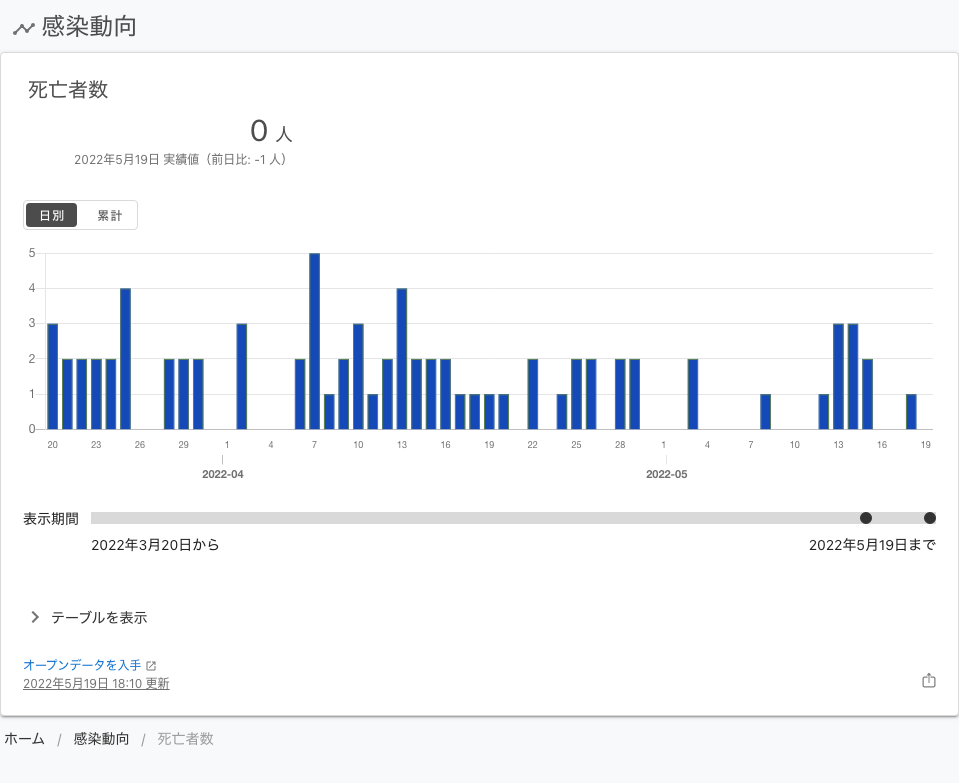 感染動向
死亡者数
0 人
2022年5月19日 実績値（前日比: -1 人）
日別 累計
5
4
3
2
1
0
20 23 26 29 1 4 7 10 13 16 19 22 25 28 1 4 7 10 13 16 19
2022-04 2022-05
表示期間
2022年3月20日から 2022年5月19日まで
テーブルを表示
オープンデータを入手
2022年5月19日 18:10 更新
ホーム / 感染動向 / 死亡者数